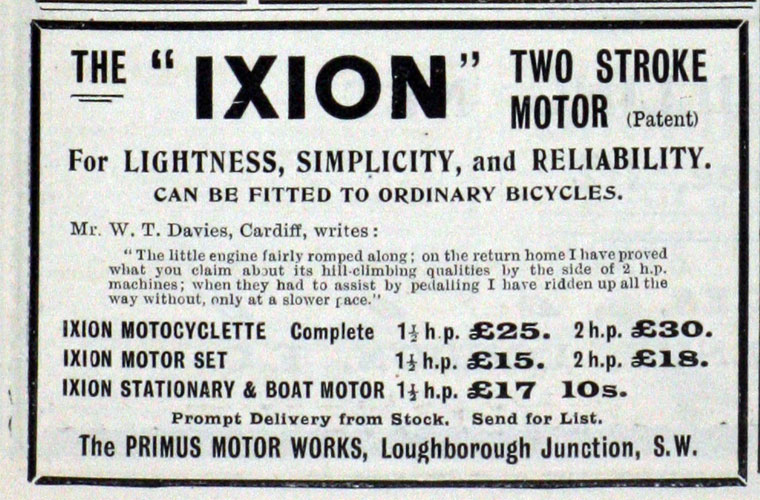 THE "IXION" TWO STROKE MOTOR (Patent)
For LIGHTNESS, SIMPLICITY, and RELIABILITY.
CAN BE FITTED TO ORDINARY BICYCLES.
Mr. W. T. Davies, Cardiff, writes:
"The little engine fairly romped along; on the return home I have proved
what you claim about its hill-climbing qualities by the side of 2 h.p.
machines; when they had to assist by pedalling I have ridden up all the
way without, only at a slower pace."
IXION MOTOCYCLETTE Complete 1½ h.p. £25. 2 h.p. £30.
IXION MOTOR SET 1½ h.p. £15. 2 h.p. £18.
IXION STATIONARY & BOAT MOTOR 1½ h.p. £17 10s.
Prompt Delivery from Stock. Send for List.
The PRIMUS MOTOR WORKS, Loughborough Junction, S.W.